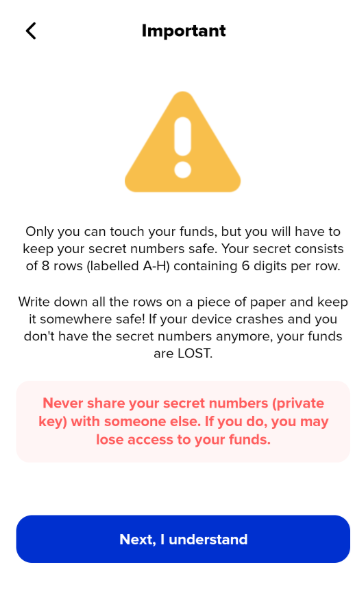 Important
Only you can touch your funds, but you will have to
keep your secret numbers safe. Your secret consists
of 8 rows (labelled A-H) containing 6 digits per row.
Write down all the rows on a piece of paper and keep
it somewhere safe! If your device crashes and you
don't have the secret numbers anymore, your funds
are LOST.
Never share your secret numbers (private
key) with someone else. If you do, you may
lose access to your funds.
Next, I understand